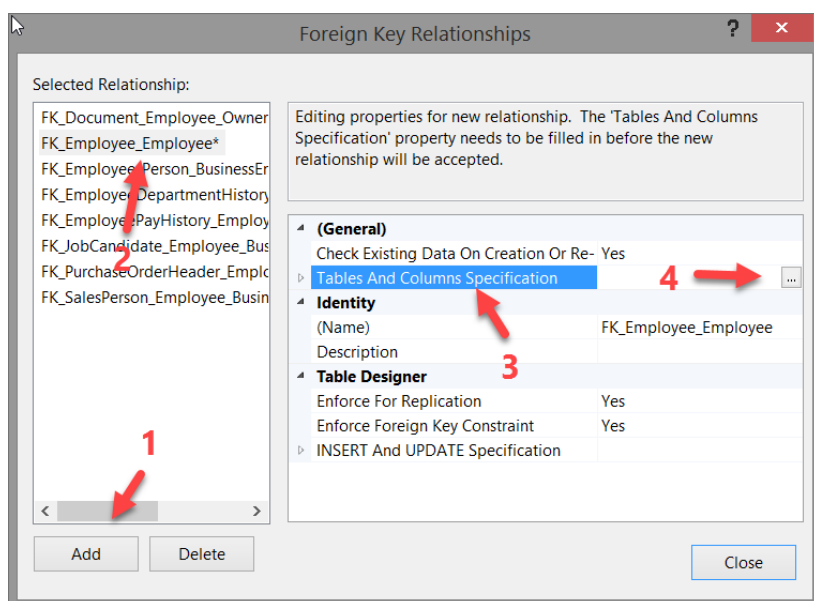 Foreign Key Relationships
?
Selected Relationship:
FK_Document_Employee_Owner
FK_Employee_Employee*
FK_Employee_Person_BusinessEr
FK_EmployeeDepartmentHistory
FK_EmployeePayHistory_Employ
FK_JobCandidate_Employee_Bus
FK_PurchaseOrderHeader_Emplc
FK_SalesPerson_Employee_Busin
2
1
Add
Delete
Editing properties for new relationship. The 'Tables And Columns
Specification' property needs to be filled in before the new
relationship will be accepted.
(General)
Check Existing Data On Creation Or Re- Yes
Tables And Columns Specification 4 ...
Identity
(Name) FK_Employee_Employee
Description
3
Table Designer
Enforce For Replication Yes
Enforce Foreign Key Constraint Yes
INSERT And UPDATE Specification
Close